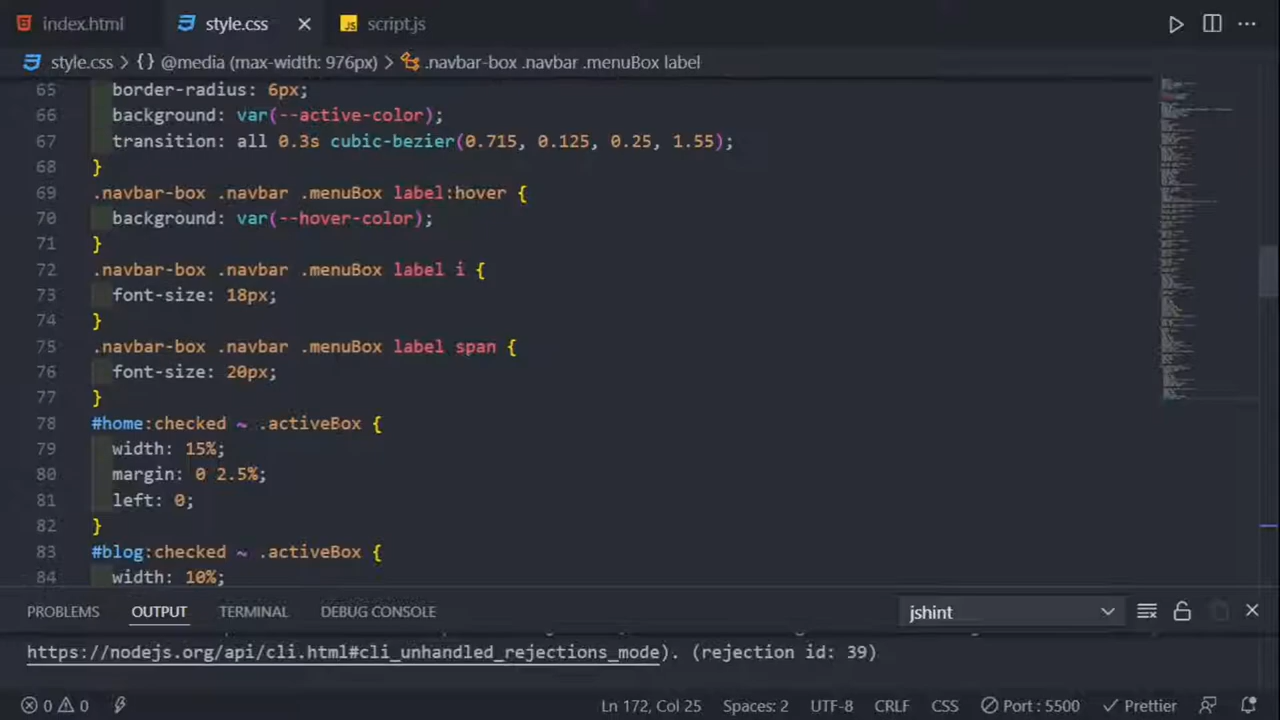 index.html style.css script.js
style.css > {} @media (max-width: 976px) > .navbar-box .navbar .menuBox label
65 border-radius: 6px;
66 background: var(--active-color);
67 transition: all 0.3s cubic-bezier(0.715, 0.125, 0.25, 1.55);
68 }
69 .navbar-box .navbar .menuBox label:hover {
70 background: var(--hover-color);
71 }
72 .navbar-box .navbar .menuBox label i {
73 font-size: 18px;
74 }
75 .navbar-box .navbar .menuBox label span {
76 font-size: 20px;
77 }
78 #home:checked ~ .activeBox {
79 width: 15%;
80 margin: 0 2.5%;
81 left: 0;
82 }
83 #blog:checked ~ .activeBox {
84 width: 10%;
PROBLEMS OUTPUT TERMINAL DEBUG CONSOLE jshint
https://nodejs.org/api/cli.html#cli_unhandled_rejections_mode). (rejection id: 39)
0 0 Ln 172, Col 25 Spaces: 2 UTF-8 CRLF CSS Port : 5500 Prettier